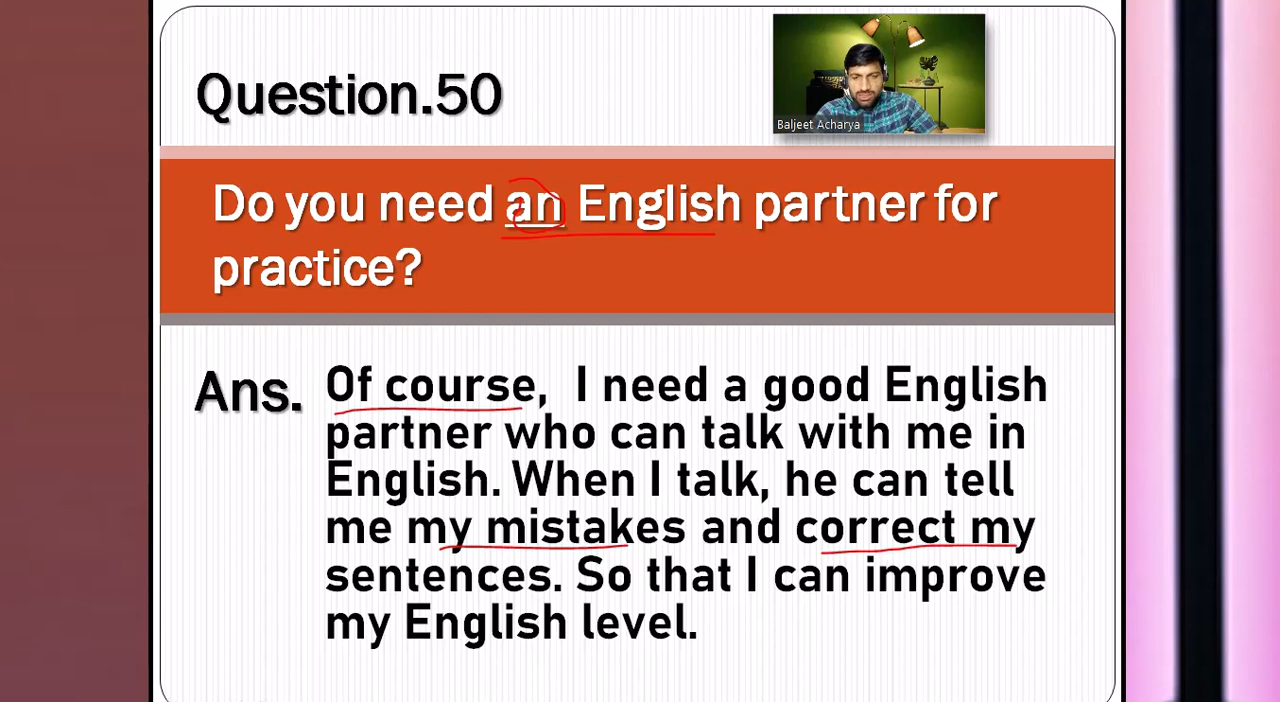 Question.50
Baljeet Acharya
Do you need an English partner for
practice?
Ans. Of course, I need a good English
partner who can talk with me in
English. When I talk, he can tell
me my mistakes and correct my
sentences. So that I can improve
my English level.